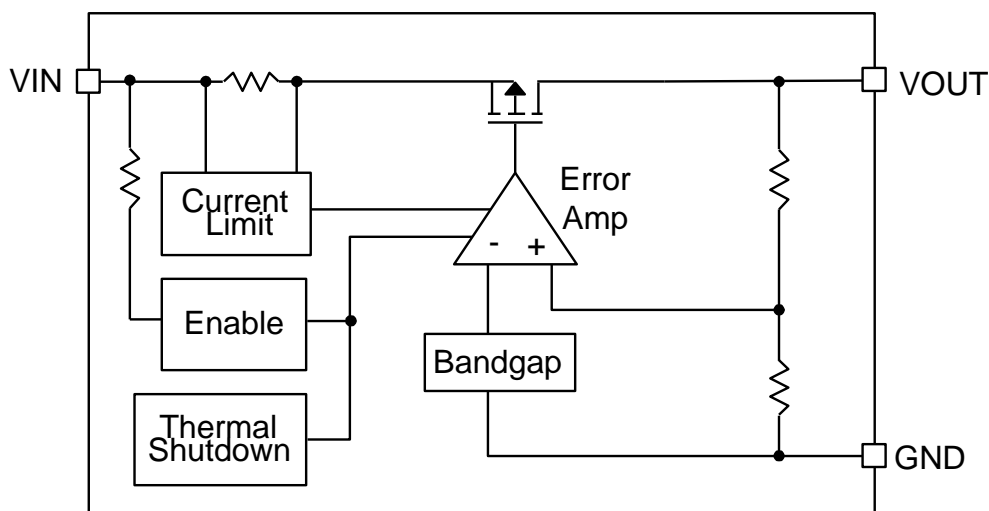 VIN
VOUT
Current
Limit
Error
Amp
- +
Enable
Bandgap
Thermal
Shutdown
GND